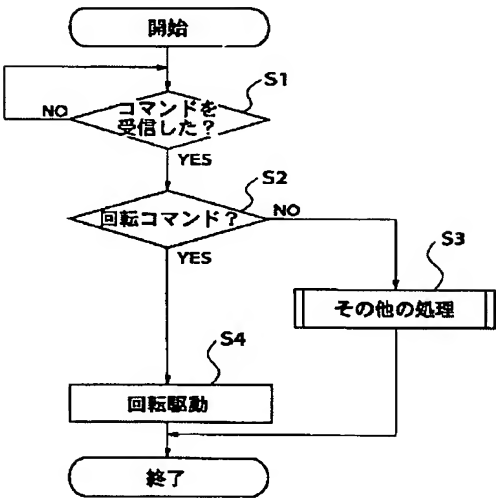 開始
S1
コマンドを
受信した？
NO
YES
S2
回転コマンド？
NO
YES
S3
その他の処理
S4
回転駆動
終了